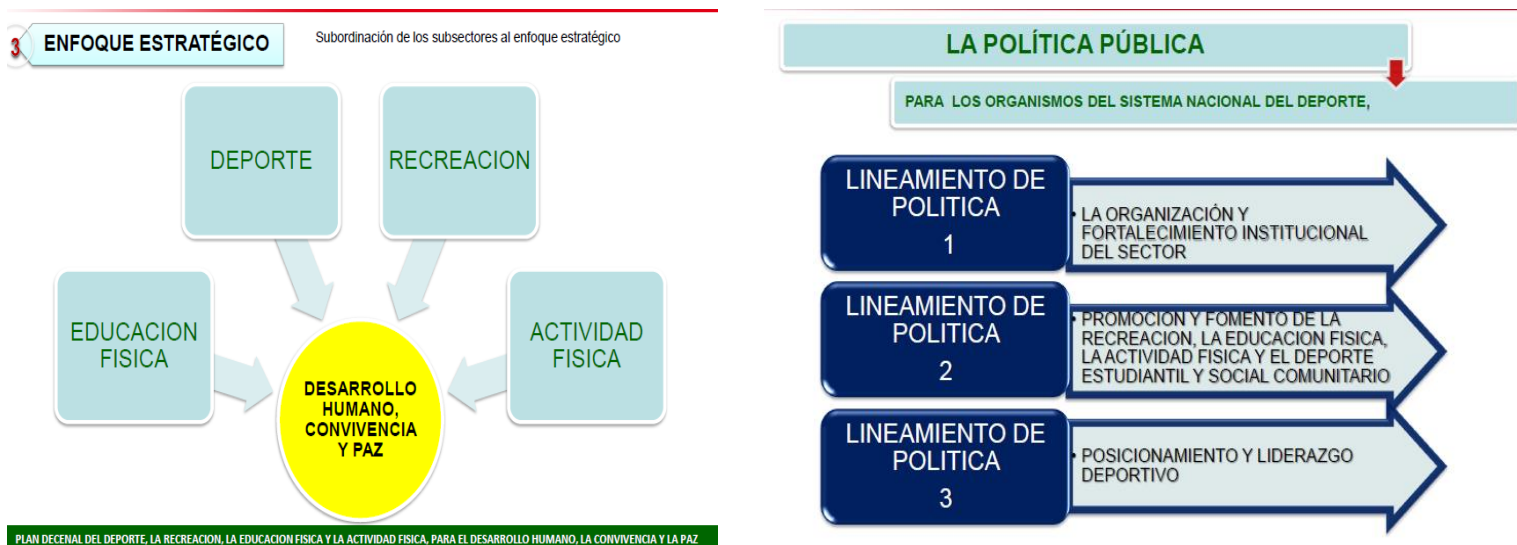 3 ENFOQUE ESTRATÉGICO
Subordinación de los subsectores al enfoque estratégico
DEPORTE
RECREACION
EDUCACION
FISICA
ACTIVIDAD
FISICA
DESARROLLO
HUMANO,
CONVIVENCIA
Y PAZ
PLAN DECENAL DEL DEPORTE, LA RECREACION, LA EDUCACION FISICA Y LA ACTIVIDAD FISICA, PARA EL DESARROLLO HUMANO, LA CONVIVENCIA Y LA PAZ
LA POLÍTICA PÚBLICA
PARA LOS ORGANISMOS DEL SISTEMA NACIONAL DEL DEPORTE,
LINEAMIENTO DE
POLITICA
1
• LA ORGANIZACIÓN Y
FORTALECIMIENTO INSTITUCIONAL
DEL SECTOR
LINEAMIENTO DE
POLITICA
2
• PROMOCION Y FOMENTO DE LA
RECREACION, LA EDUCACION FISICA,
LA ACTIVIDAD FISICA Y EL DEPORTE
ESTUDIANTIL Y SOCIAL COMUNITARIO
LINEAMIENTO DE
POLITICA
3
• POSICIONAMIENTO Y LIDERAZGO
DEPORTIVO